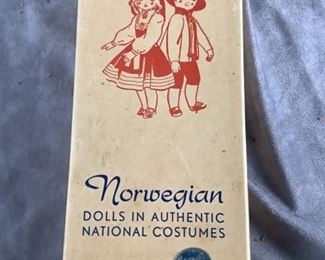 Norwegian
DOLLS IN AUTHENTIC
NATIONAL COSTUMES